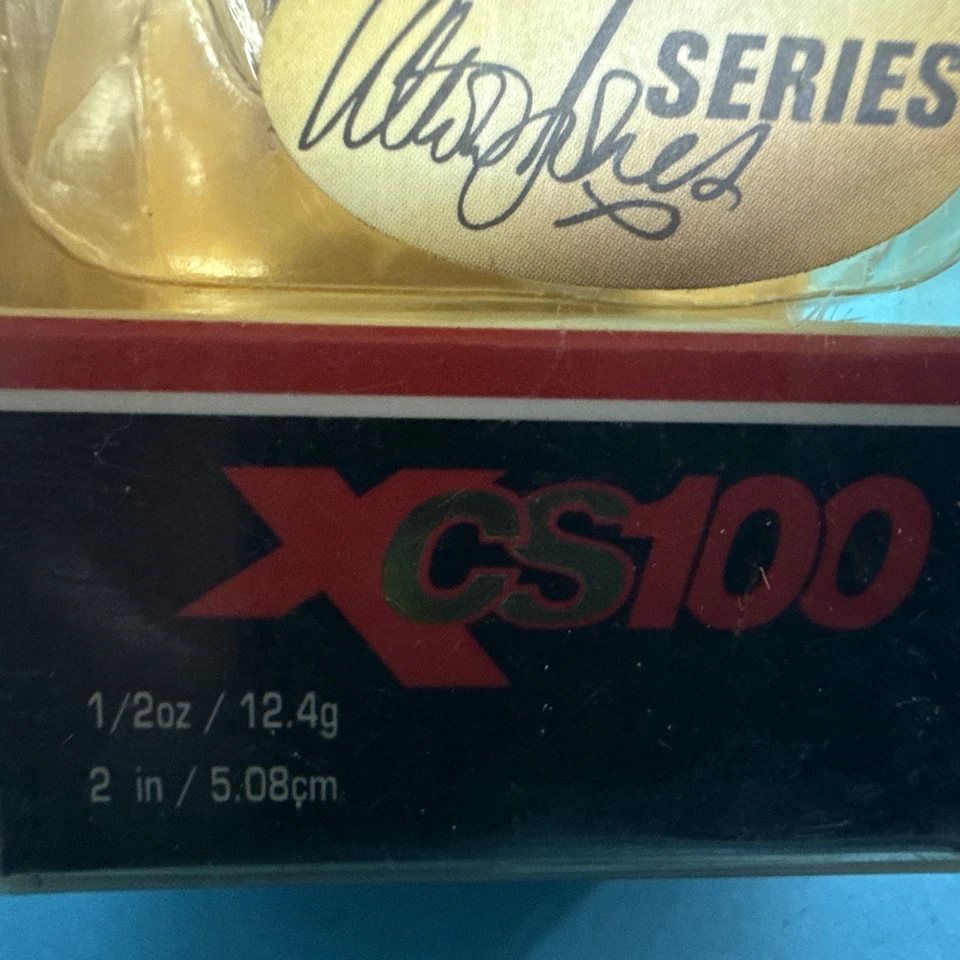 SERIES
XCS100
1/2oz / 12.4g
2 in / 5.08cm